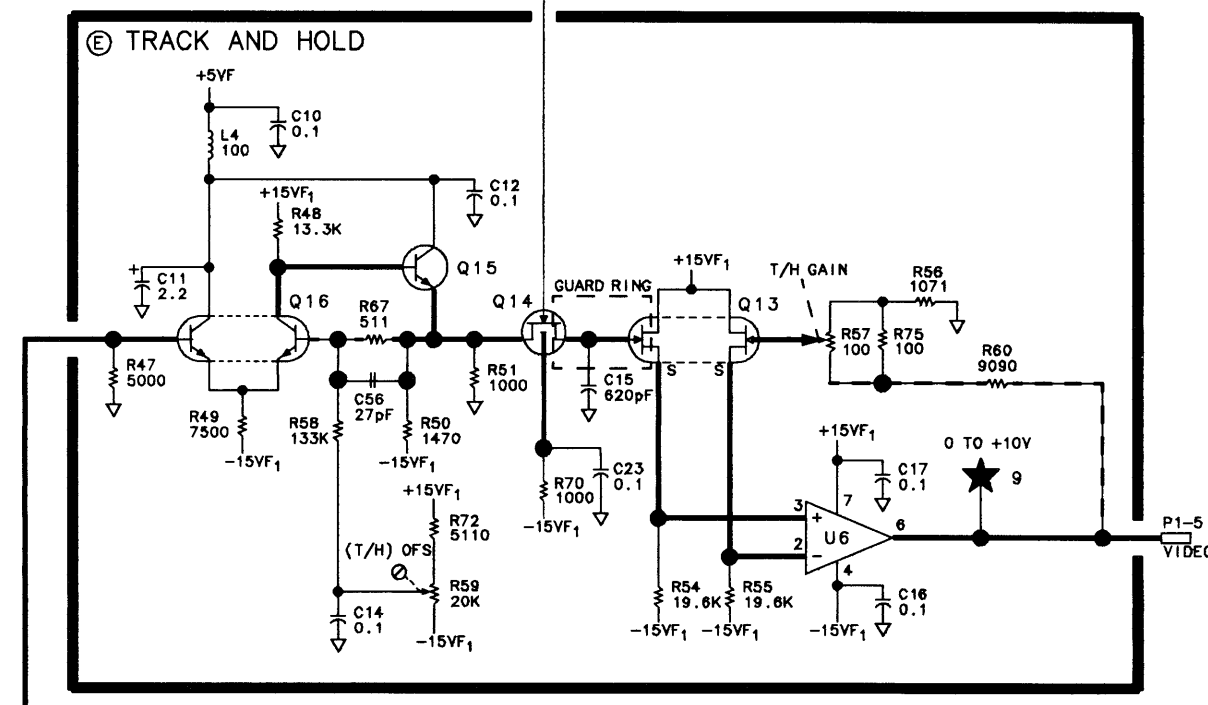 E TRACK AND HOLD
+5VF
C10
0.1
L4
100
C12
0.1
+15VF1
R48
13.3K
Q15
+
C11
2.2
Q16
R67
511
Q14
GUARD RING
+15VF1
Q13
T/H GAIN
R56
1071
R57
100
R75
100
R60
9090
R47
5000
R49
7500
-15VF1
R58
133K
C56
27pF
R50
1470
-15VF1
R51
1000
C15
620pF
S
S
+15VF1
R72
5110
(T/H) OFS
R59
20K
-15VF1
C14
0.1
R70
1000
-15VF1
C23
0.1
+15VF1
C17
0.1
0 TO +10V
9
3
+
2
-
U6
7
6
4
P1-5
VIDEO
R54
19.6K
R55
19.6K
-15VF1
-15VF1
C16
0.1
-15VF1